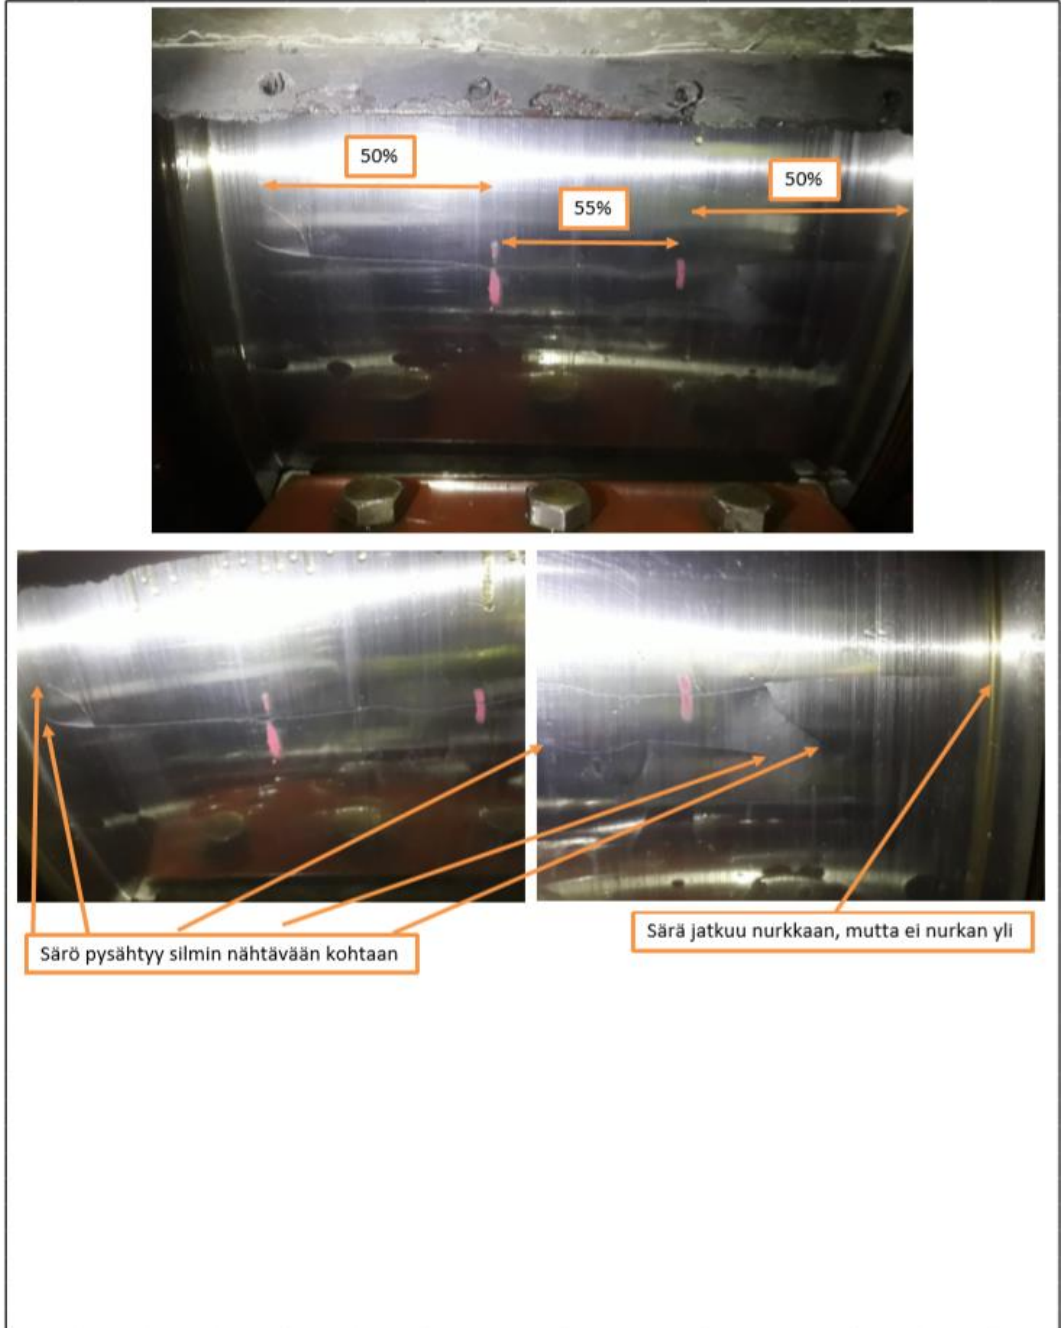 50%
50%
55%
Särö pysähtyy silmin nähtävään kohtaan
Särä jatkuu nurkkaan, mutta ei nurkan yli